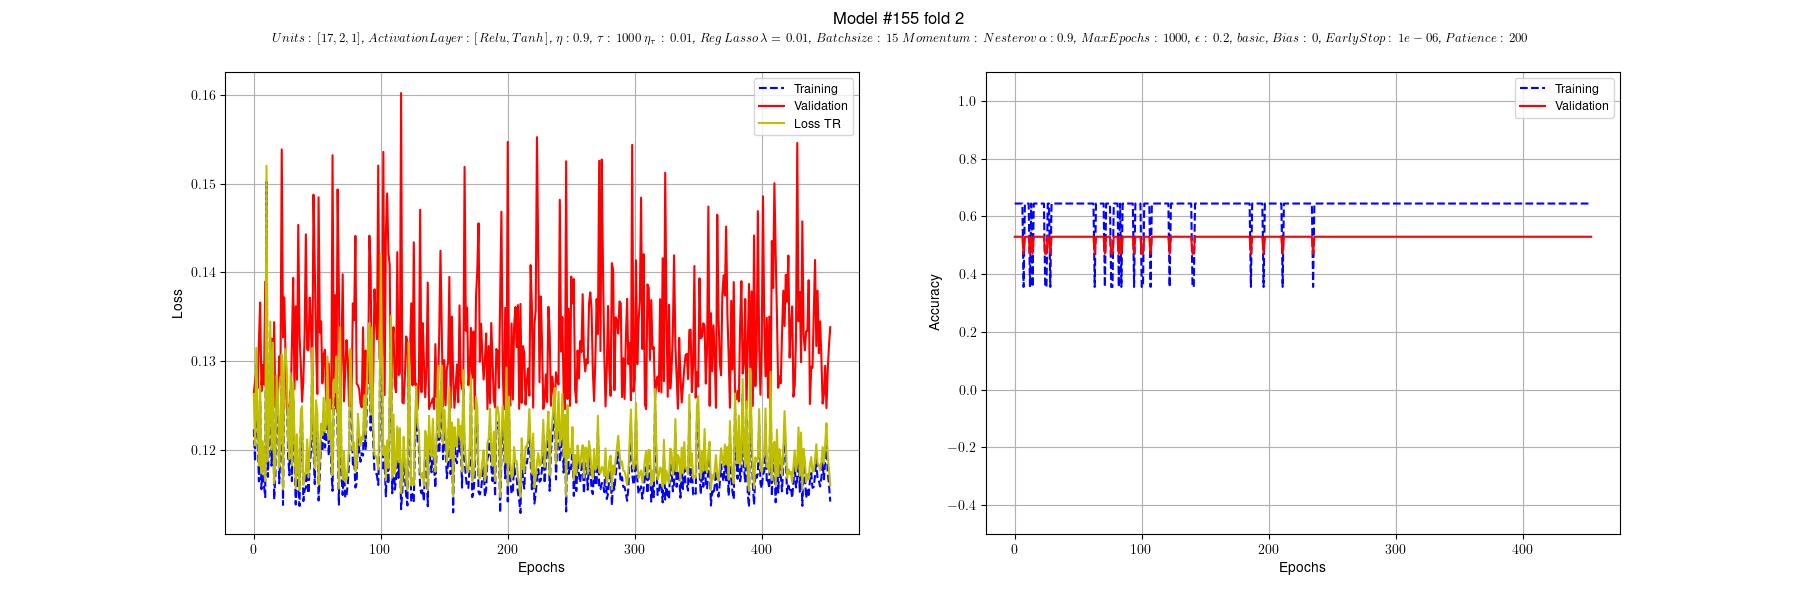 Model #155 fold 2
Units : [17, 2, 1], ActivationLayer : [Relu, Tanh], η : 0.9, τ : 1000 ητ : 0.01, Reg Lasso λ = 0.01, Batchsize : 15 Momentum : Nesterov α : 0.9, MaxEpochs : 1000, ϵ : 0.2, basic, Bias : 0, EarlyStop : 1e − 06, Patience : 200
Loss
0.16
0.15
0.14
0.13
0.12
0
100
200
300
400
Epochs
Training
Validation
Loss TR
Accuracy
1.0
0.8
0.6
0.4
0.2
0.0
−0.2
−0.4
0
100
200
300
400
Epochs
Training
Validation